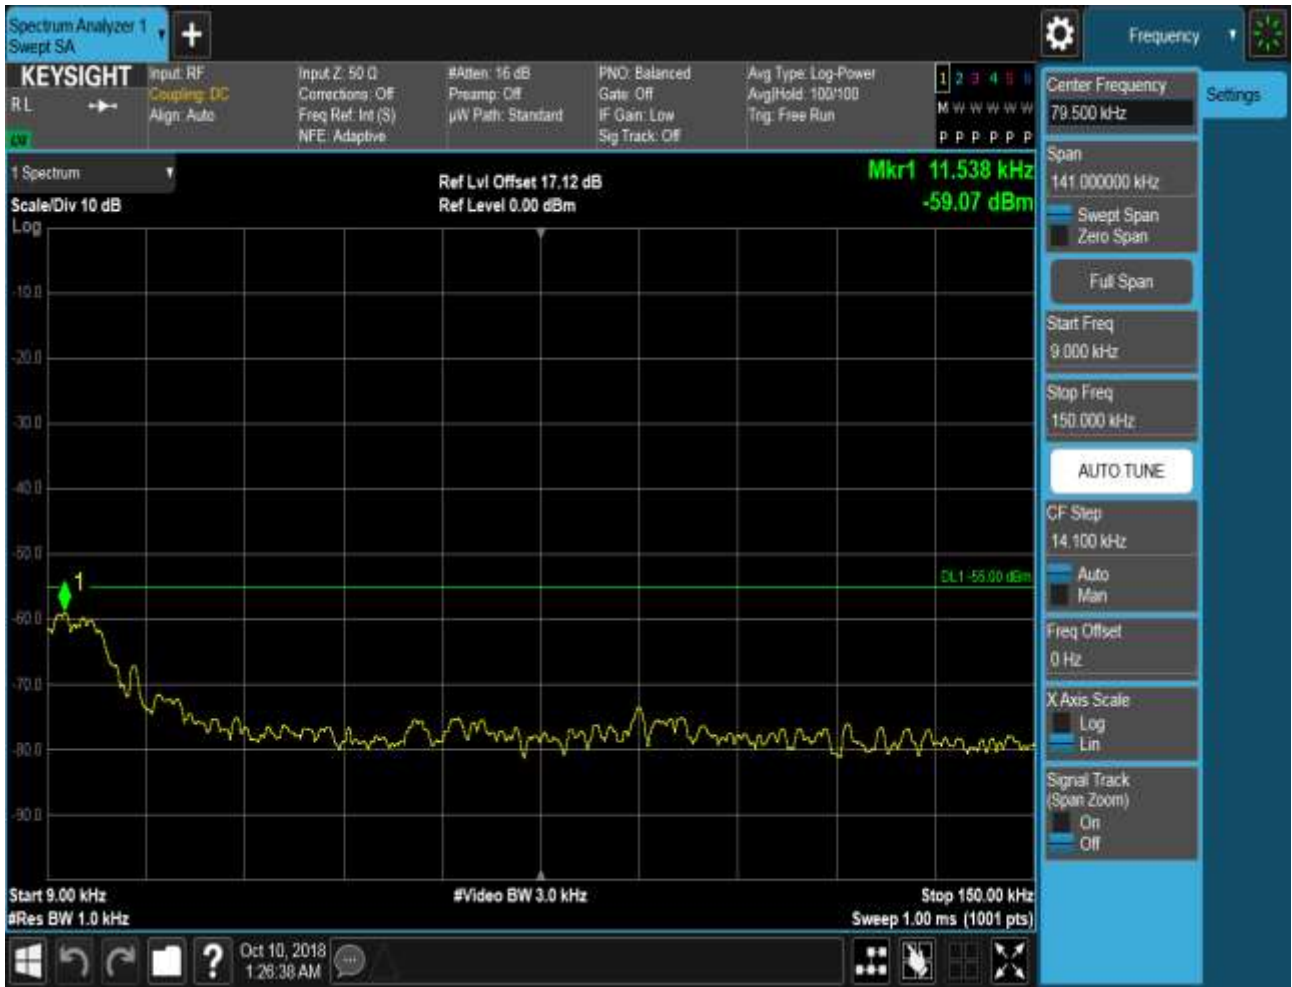 Spectrum Analyzer 1
Swept SA
Frequency
KEYSIGHT
RL
LXI
Input: RF
Coupling: DC
Align: Auto
Input Z: 50 Ω
Corrections: Off
Freq Ref: Int (S)
NFE: Adaptive
#Atten: 16 dB
Preamp: Off
µW Path: Standard
PNO: Balanced
Gate: Off
IF Gain: Low
Sig Track: Off
Avg Type: Log-Power
Avg|Hold: 100/100
Trig: Free Run
1 2 3 4 5 6
M W W W W W
P P P P P P
1 Spectrum
Scale/Div 10 dB
Log
Ref Lvl Offset 17.12 dB
Ref Level 0.00 dBm
Mkr1 11.538 kHz
-59.07 dBm
-10.0
-20.0
-30.0
-40.0
-50.0
-60.0
-70.0
-80.0
-90.0
1
DL1 -55.00 dBm
Start 9.00 kHz
#Res BW 1.0 kHz
#Video BW 3.0 kHz
Stop 150.00 kHz
Sweep 1.00 ms (1001 pts)
Center Frequency
79.500 kHz
Settings
Span
141.000000 kHz
Swept Span
Zero Span
Full Span
Start Freq
9.000 kHz
Stop Freq
150.000 kHz
AUTO TUNE
CF Step
14.100 kHz
Auto
Man
Freq Offset
0 Hz
X Axis Scale
Log
Lin
Signal Track
(Span Zoom)
On
Off
?
Oct 10, 2018
1:26:38 AM